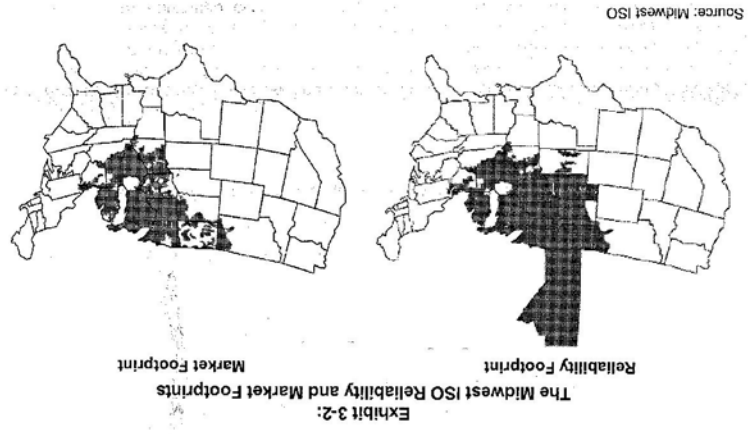 Exhibit 3-2:
The Midwest ISO Reliability and Market Footprints
Reliability Footprint
Market Footprint
Source: Midwest ISO